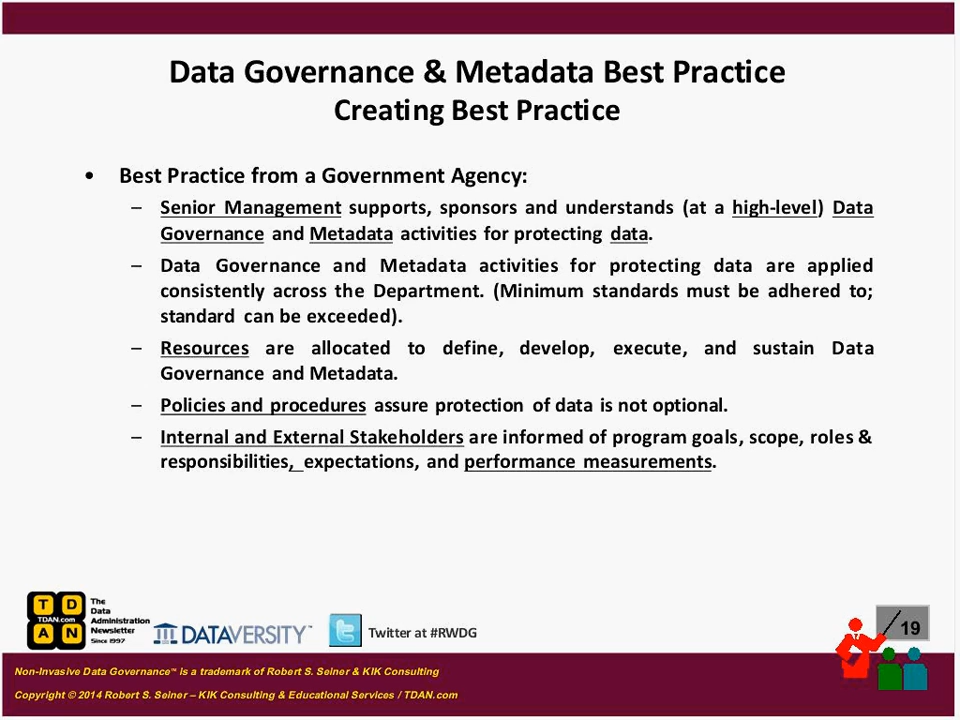 Data Governance & Metadata Best Practice
Creating Best Practice
• Best Practice from a Government Agency:
– Senior Management supports, sponsors and understands (at a high-level) Data
Governance and Metadata activities for protecting data.
– Data Governance and Metadata activities for protecting data are applied
consistently across the Department. (Minimum standards must be adhered to;
standard can be exceeded).
– Resources are allocated to define, develop, execute, and sustain Data
Governance and Metadata.
– Policies and procedures assure protection of data is not optional.
– Internal and External Stakeholders are informed of program goals, scope, roles &
responsibilities, expectations, and performance measurements.
T D
TDAN.com
A N
The
Data
Administration
Newsletter
Since 1997
DATAVERSITY™
Twitter at #RWDG
19
Non-Invasive Data Governance™ is a trademark of Robert S. Seiner & KIK Consulting
Copyright © 2014 Robert S. Seiner – KIK Consulting & Educational Services / TDAN.com